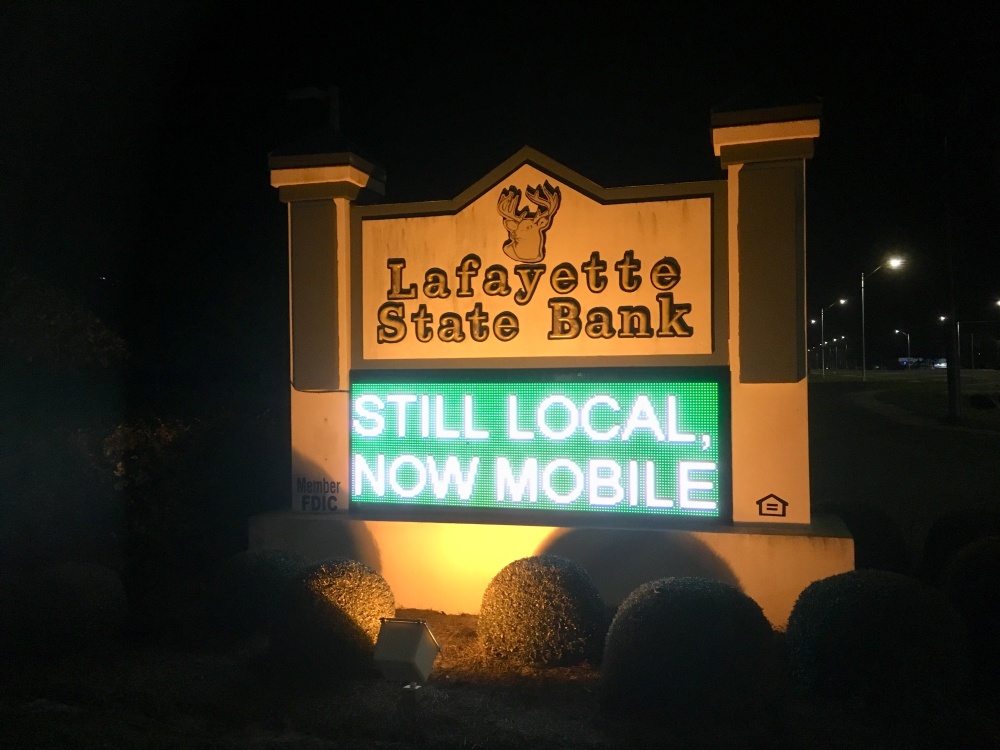 Lafayette
State Bank
STILL LOCAL,
NOW MOBILE
Member
FDIC